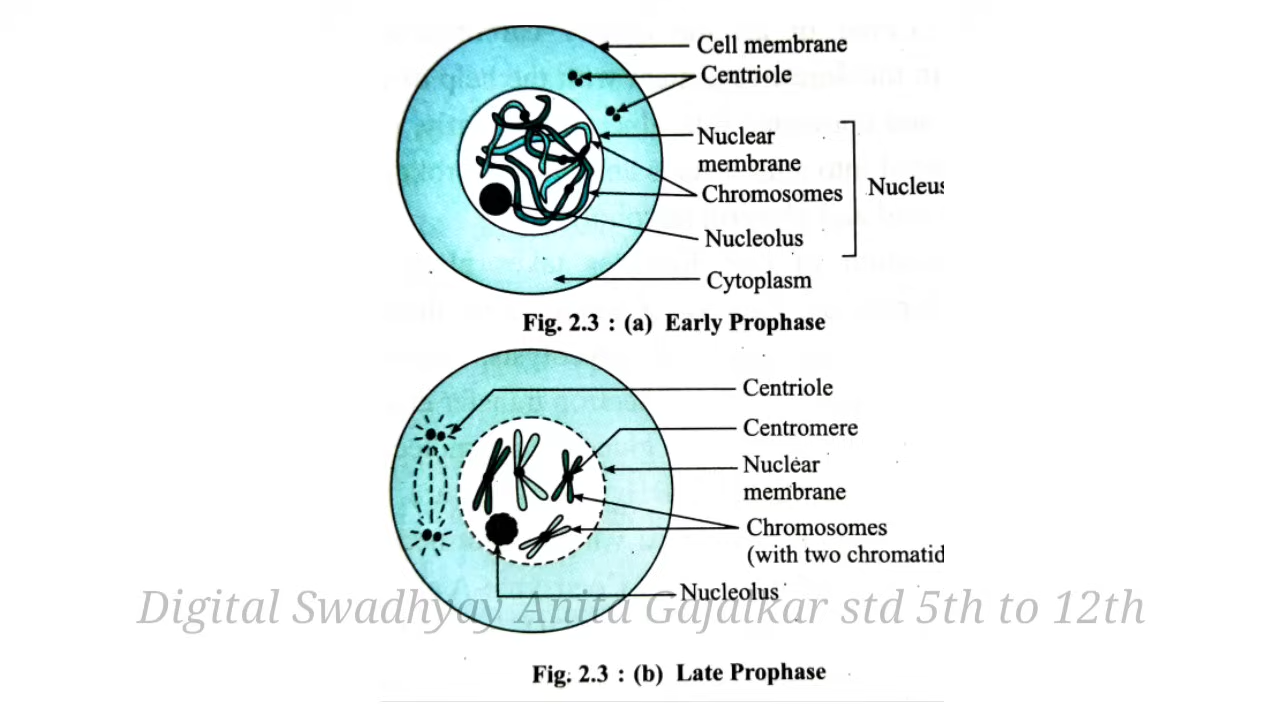 Cell membrane
Centriole
Nuclear
membrane
Chromosomes
Nucleus
Nucleolus
Cytoplasm
Fig. 2.3 : (a) Early Prophase
Centriole
Centromere
Nuclear
membrane
Chromosomes
(with two chromatid
Nucleolus
Digital Swadhyay Anita Gajalkar std 5th to 12th
Fig. 2.3 : (b) Late Prophase